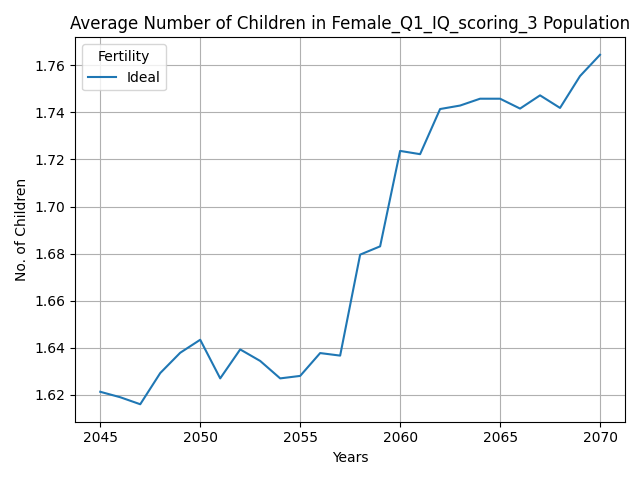 Average Number of Children in Female_Q1_IQ_scoring_3 Population
Fertility
Ideal
No. of Children
1.76
1.74
1.72
1.70
1.68
1.66
1.64
1.62
2045 2050 2055 2060 2065 2070
Years